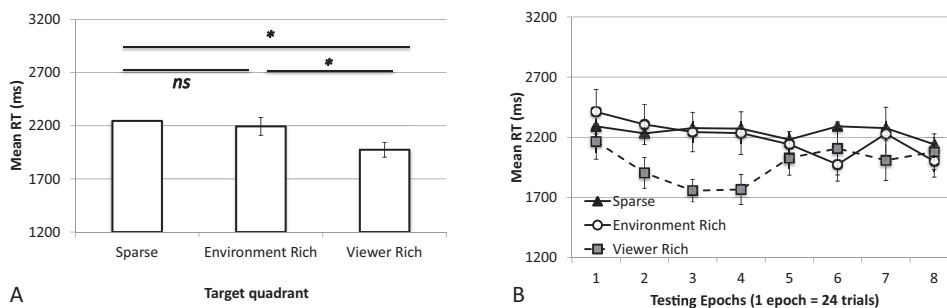 3200
2700
2200
1700
1200
Mean RT (ms)
*
ns
*
Sparse Environment Rich Viewer Rich
Target quadrant
A
3200
2700
2200
1700
1200
Mean RT (ms)
Sparse
Environment Rich
Viewer Rich
1 2 3 4 5 6 7 8
Testing Epochs (1 epoch = 24 trials)
B